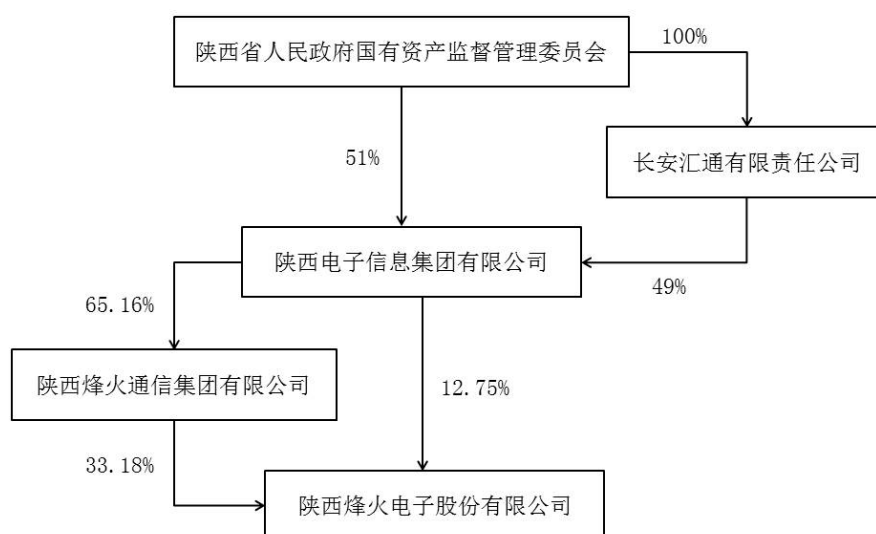 陕西省人民政府国有资产监督管理委员会
100%
51%
长安汇通有限责任公司
陕西电子信息集团有限公司
49%
65.16%
陕西烽火通信集团有限公司
12.75%
33.18%
陕西烽火电子股份有限公司